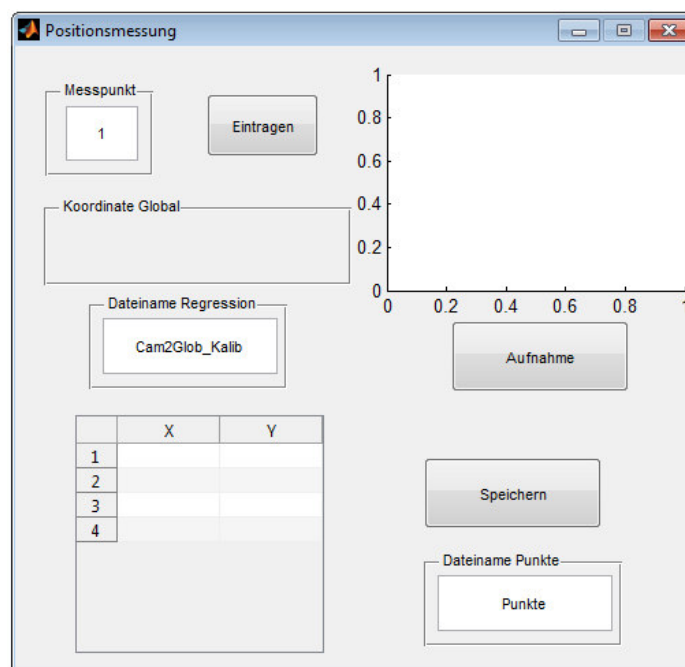 Positionsmessung
Messpunkt
1
Eintragen
Koordinate Global
Dateiname Regression
Cam2Glob_Kalib
X Y
1
2
3
4
1
0.8
0.6
0.4
0.2
0
0 0.2 0.4 0.6 0.8 1
Aufnahme
Speichern
Dateiname Punkte
Punkte